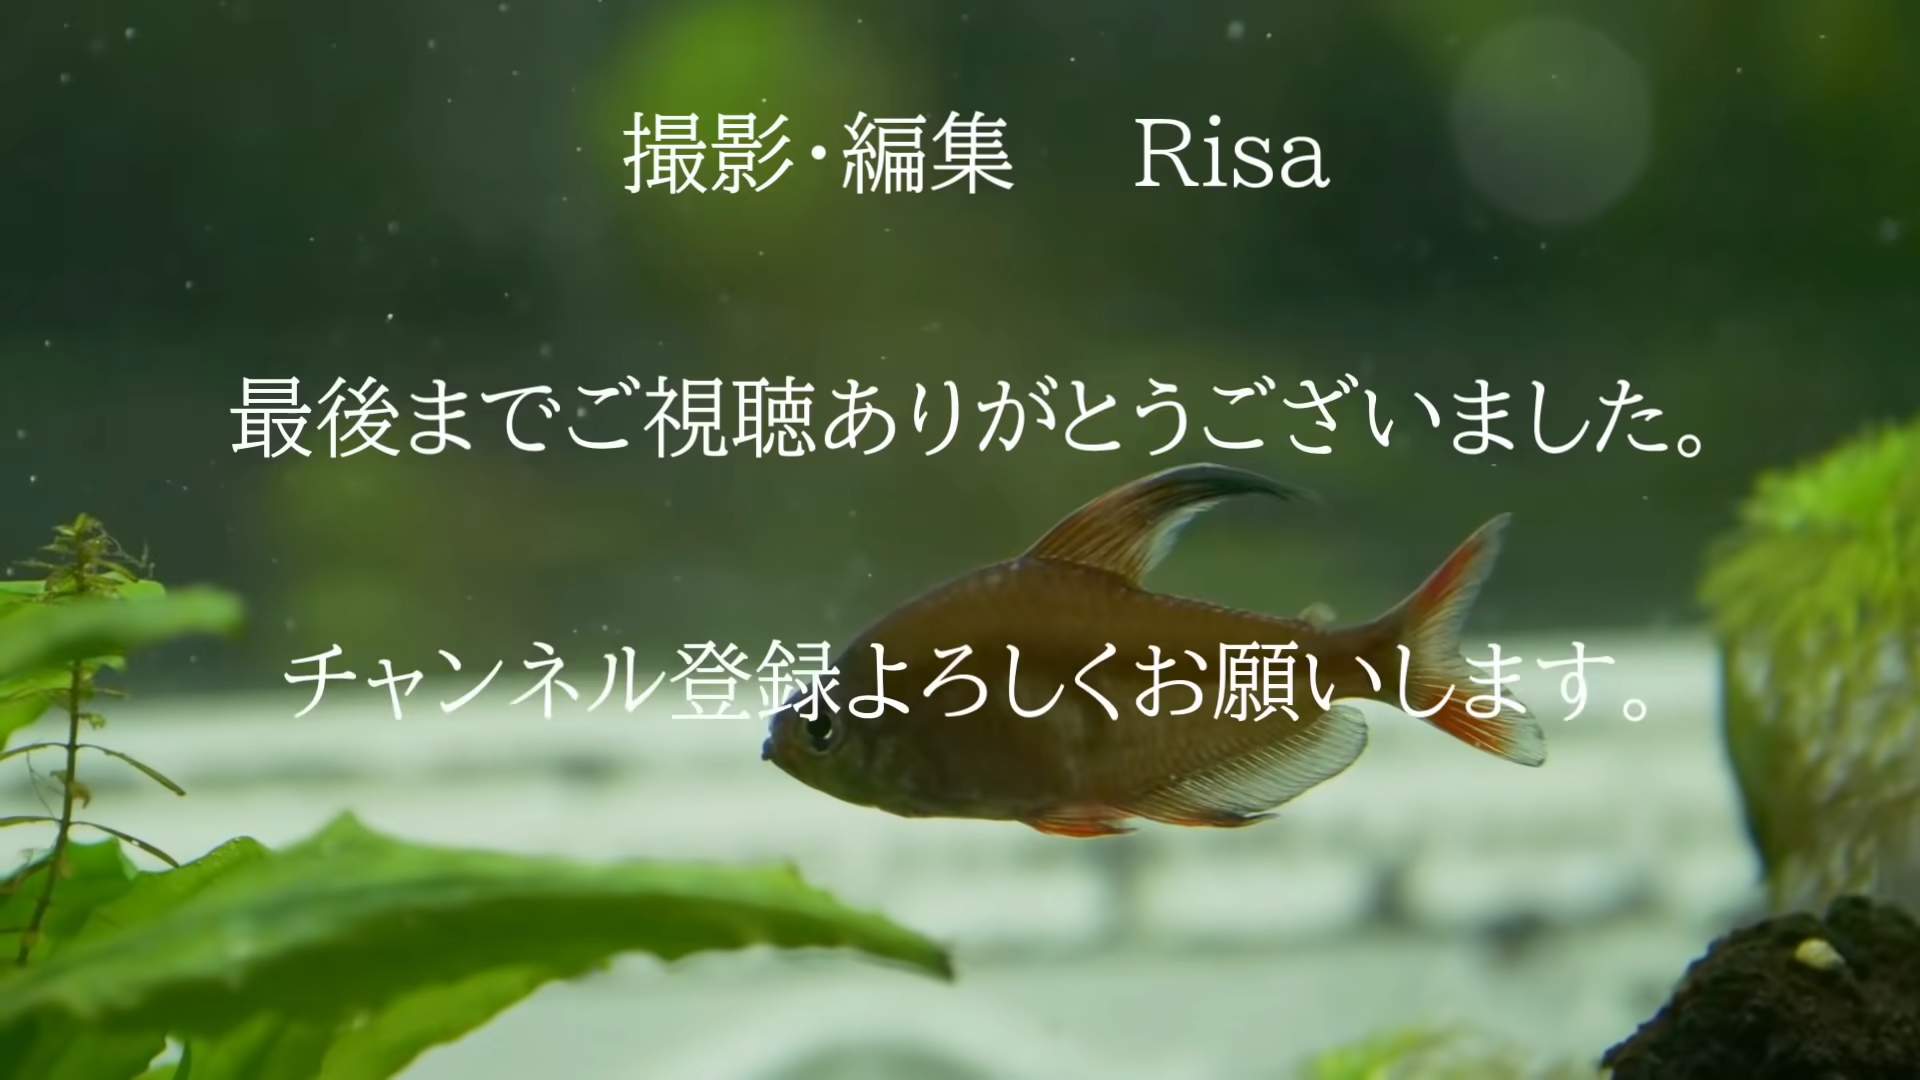 撮影・編集　Risa
最後までご視聴ありがとうございました。
チャンネル登録よろしくお願いします。